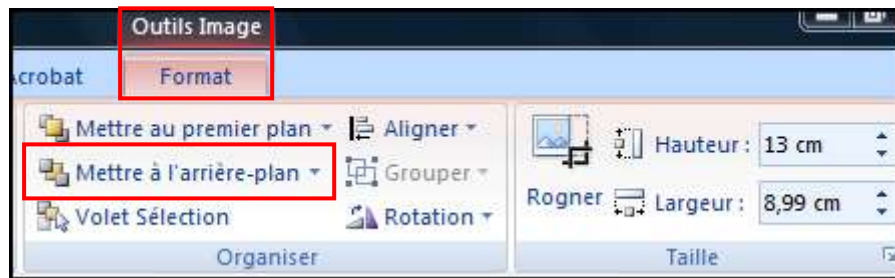 Outils Image
Acrobat Format
Mettre au premier plan Aligner
Mettre à l'arrière-plan Grouper
Volet Sélection Rotation
Organiser
Rogner
Hauteur : 13 cm
Largeur : 8,99 cm
Taille